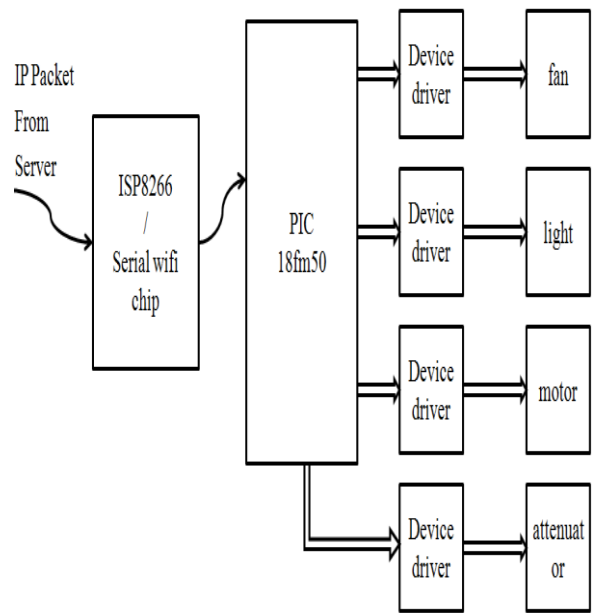 IP Packet
From
Server
ISP8266
/
Serial wifi
chip
PIC
18fm50
Device
driver
fan
Device
driver
light
Device
driver
motor
Device
driver
attenuat
or